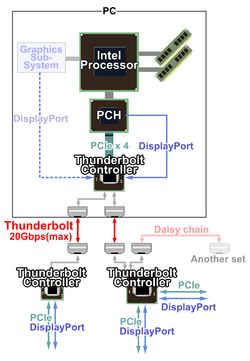 PC
Graphics
Sub-
System
Intel
Processor
DisplayPort
PCH
PCIe x 4
DisplayPort
Thunderbolt
Controller
Thunderbolt
20Gbps(max)
Daisy chain
Another set
Thunderbolt
Controller
Thunderbolt
Controller
PCIe
DisplayPort
PCIe
DisplayPort
PCIe
DisplayPort